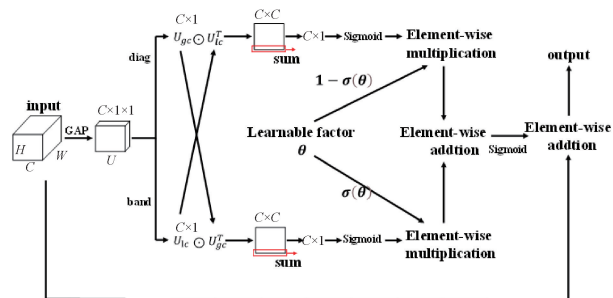 C×1
C×C
U_gc ⊙ U_lc^T
C×1
Sigmoid
Element-wise
multiplication
output
diag
sum
1 − σ(θ)
C×1×1
input
GAP
H
W
C
U
Learnable factor
θ
Element-wise
addtion
Sigmoid
Element-wise
addtion
band
σ(θ)
C×1
C×C
U_lc ⊙ U_gc^T
C×1
Sigmoid
Element-wise
multiplication
sum